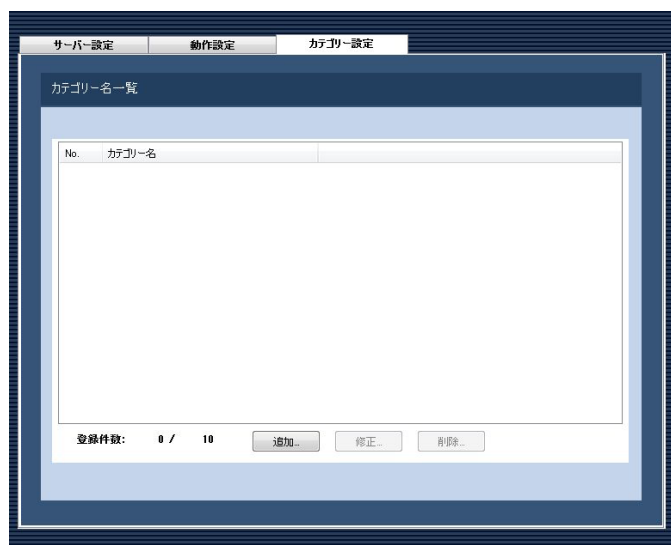 サーバー設定 動作設定 カテゴリー設定
カテゴリー名一覧
No. カテゴリー名
登録件数: 0 / 10 追加... 修正... 削除...